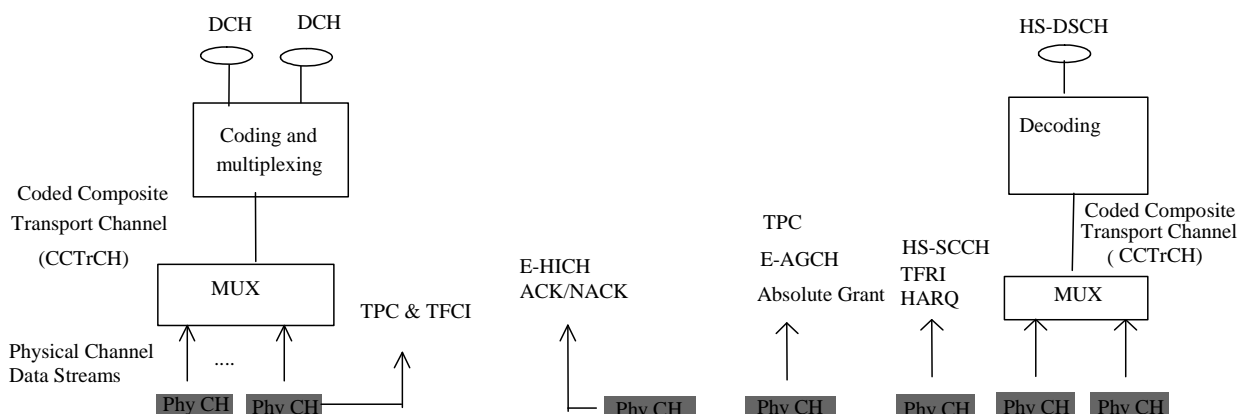 DCH
DCH
HS-DSCH
Coding and
multiplexing
Decoding
Coded Composite
Transport Channel
(CCTrCH)
Coded Composite
Transport Channel
( CCTrCH)
TPC
E-AGCH
Absolute Grant
HS-SCCH
TFRI
HARQ
E-HICH
ACK/NACK
MUX
MUX
TPC & TFCI
Physical Channel
Data Streams
....
Phy CH
Phy CH
Phy CH
Phy CH
Phy CH
Phy CH
Phy CH